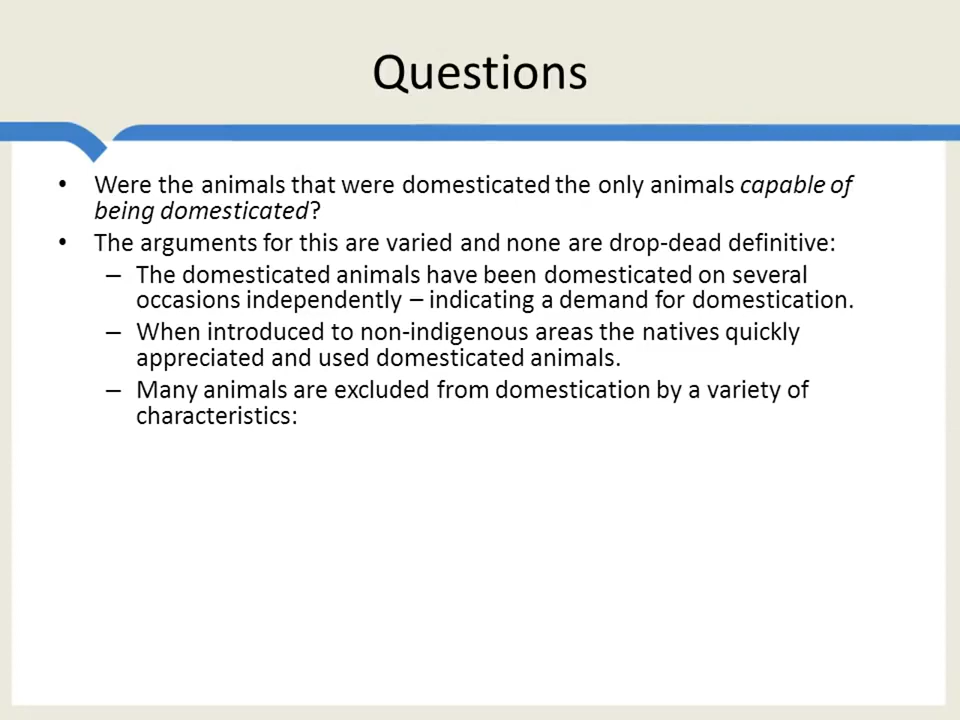 Questions
• Were the animals that were domesticated the only animals capable of
being domesticated?
• The arguments for this are varied and none are drop-dead definitive:
– The domesticated animals have been domesticated on several
occasions independently – indicating a demand for domestication.
– When introduced to non-indigenous areas the natives quickly
appreciated and used domesticated animals.
– Many animals are excluded from domestication by a variety of
characteristics: